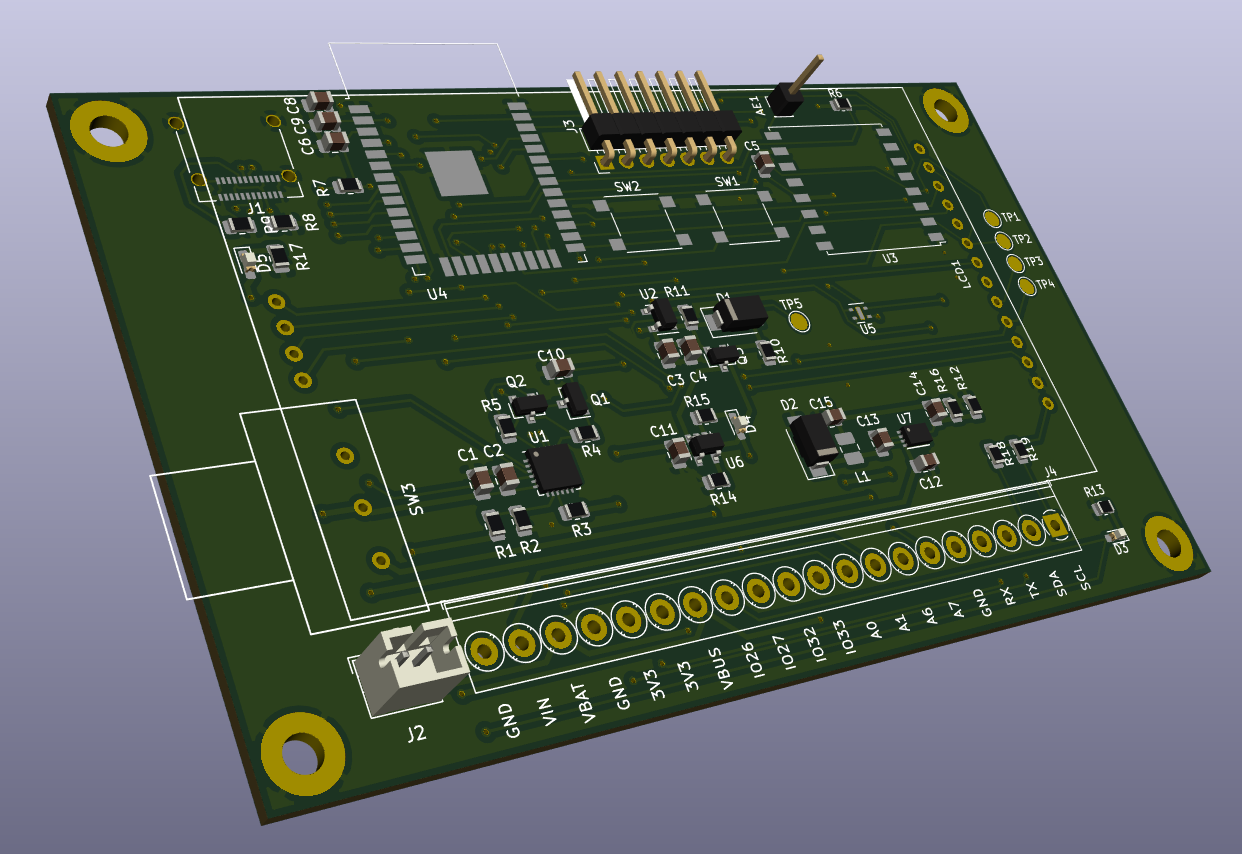 C8
C9
C6
R7
J1
R9
R8
D5
R17
U4
J3
AE1
R6
C5
SW2
SW1
U3
LCD1
TP1
TP2
TP3
TP4
U2
R11
D1
TP5
U5
C3
C4
Q3
R10
C10
Q2
Q1
R5
R4
U1
C1
C2
R1
R2
R3
R15
D4
C11
U6
R14
D2
C15
C13
L1
U7
C14
R16
R12
C12
R18
R19
J4
R13
D3
SW3
J2
GND
VIN
VBAT
GND
3V3
3V3
VBUS
IO26
IO27
IO32
IO33
A0
A1
A6
A7
GND
RX
TX
SDA
SCL